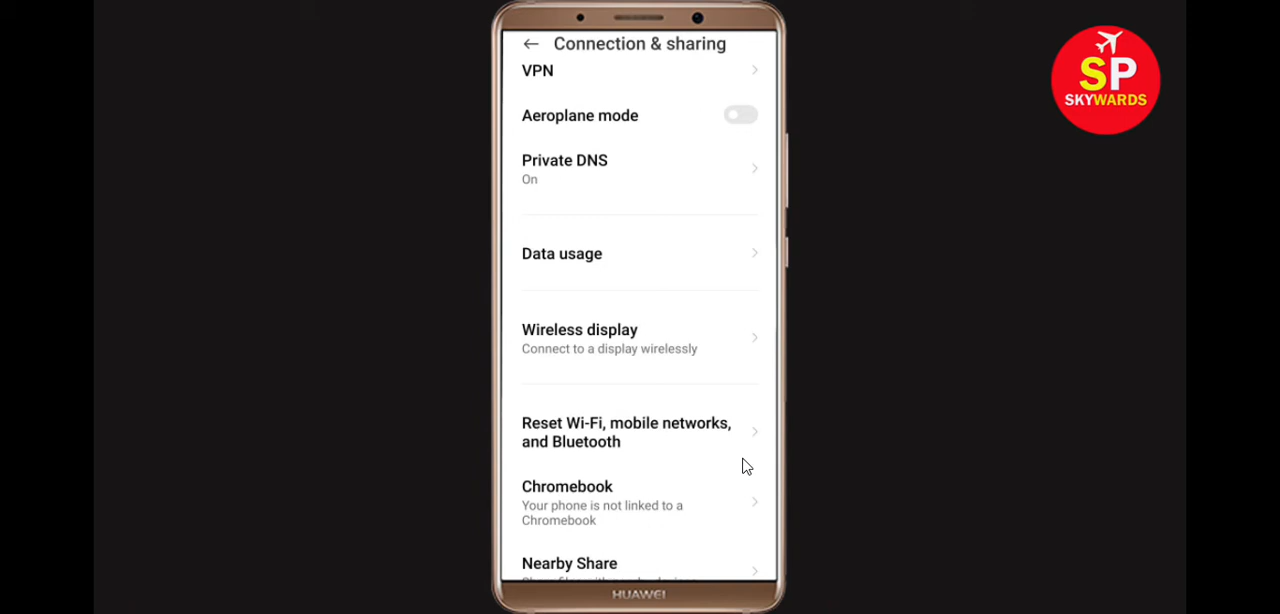 ← Connection & sharing
VPN
Aeroplane mode
Private DNS
On
Data usage
Wireless display
Connect to a display wirelessly
Reset Wi-Fi, mobile networks,
and Bluetooth
Chromebook
Your phone is not linked to a
Chromebook
Nearby Share
HUAWEI
SP
SKYWARDS